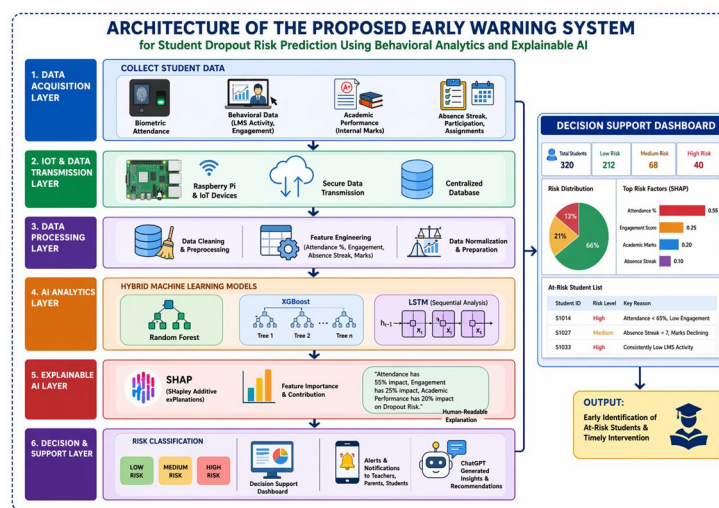 ARCHITECTURE OF THE PROPOSED EARLY WARNING SYSTEM
for Student Dropout Risk Prediction Using Behavioral Analytics and Explainable AI
1. DATA
ACQUISITION
LAYER
COLLECT STUDENT DATA
Biometric
Attendance
Behavioral Data
(LMS Activity,
Engagement)
A+
Academic
Performance
(Internal Marks)
Absence Streak,
Participation,
Assignments
2. IOT & DATA
TRANSMISSION
LAYER
Raspberry Pi
& IoT Devices
Secure Data
Transmission
Centralized
Database
3. DATA
PROCESSING
LAYER
Data Cleaning
& Preprocessing
Feature Engineering
(Attendance %, Engagement,
Absence Streak, Marks)
Data Normalization
& Preparation
4. AI ANALYTICS
LAYER
HYBRID MACHINE LEARNING MODELS
Random Forest
XGBoost
Tree 1
Tree 2
...
Tree n
LSTM (Sequential Analysis)
5. EXPLAINABLE
AI LAYER
SHAP
(SHapley Additive
exPlanations)
Feature Importance
& Contribution
"Attendance has
55% impact, Engagement
has 25% impact, Academic
Performance has 20% impact
on Dropout Risk."
Human-Readable
Explanation
6. DECISION &
SUPPORT LAYER
RISK CLASSIFICATION
LOW
RISK
MEDIUM
RISK
HIGH
RISK
Decision Support
Dashboard
Alerts &
Notifications
to Teachers,
Parents, Students
ChatGPT
Generated
Insights &
Recommendations
DECISION SUPPORT DASHBOARD
Total Students
320
Low Risk
212
Medium Risk
68
High Risk
40
Risk Distribution
13%
21%
66%
Top Risk Factors (SHAP)
Attendance % 0.55
Engagement Score 0.25
Academic Marks 0.20
Absence Streak 0.10
At-Risk Student List
Student ID Risk Level Key Reason
S1014 High Attendance < 65%, Low Engagement
S1027 Medium Absence Streak = 7, Marks Declining
S1033 High Consistently Low LMS Activity
OUTPUT:
Early Identification of
At-Risk Students &
Timely Intervention